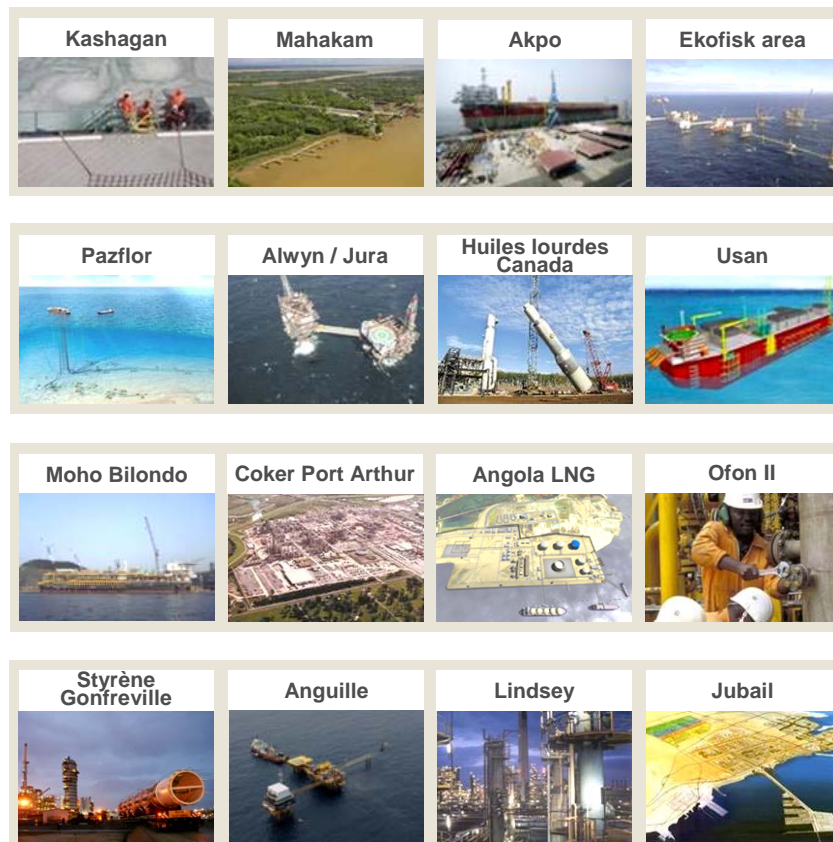 Kashagan
Mahakam
Akpo
Ekofisk area
Pazflor
Alwyn / Jura
Huiles lourdes
Canada
Usan
Moho Bilondo
Coker Port Arthur
Angola LNG
Ofon II
Styrène
Gonfreville
Anguille
Lindsey
Jubail